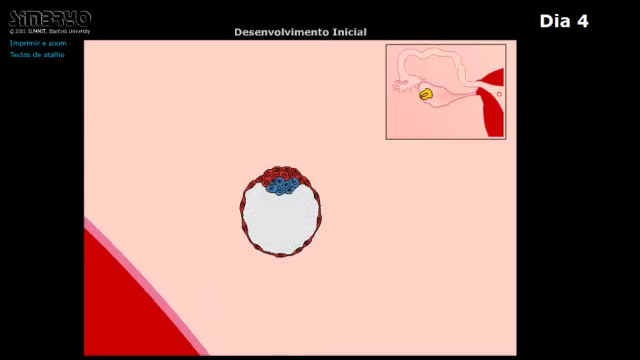 SIMBRYO
Dia 4
© 2001 SUMMIT, Stanford University
Desenvolvimento Inicial
Imprimir e zoom
Teclas de atalho